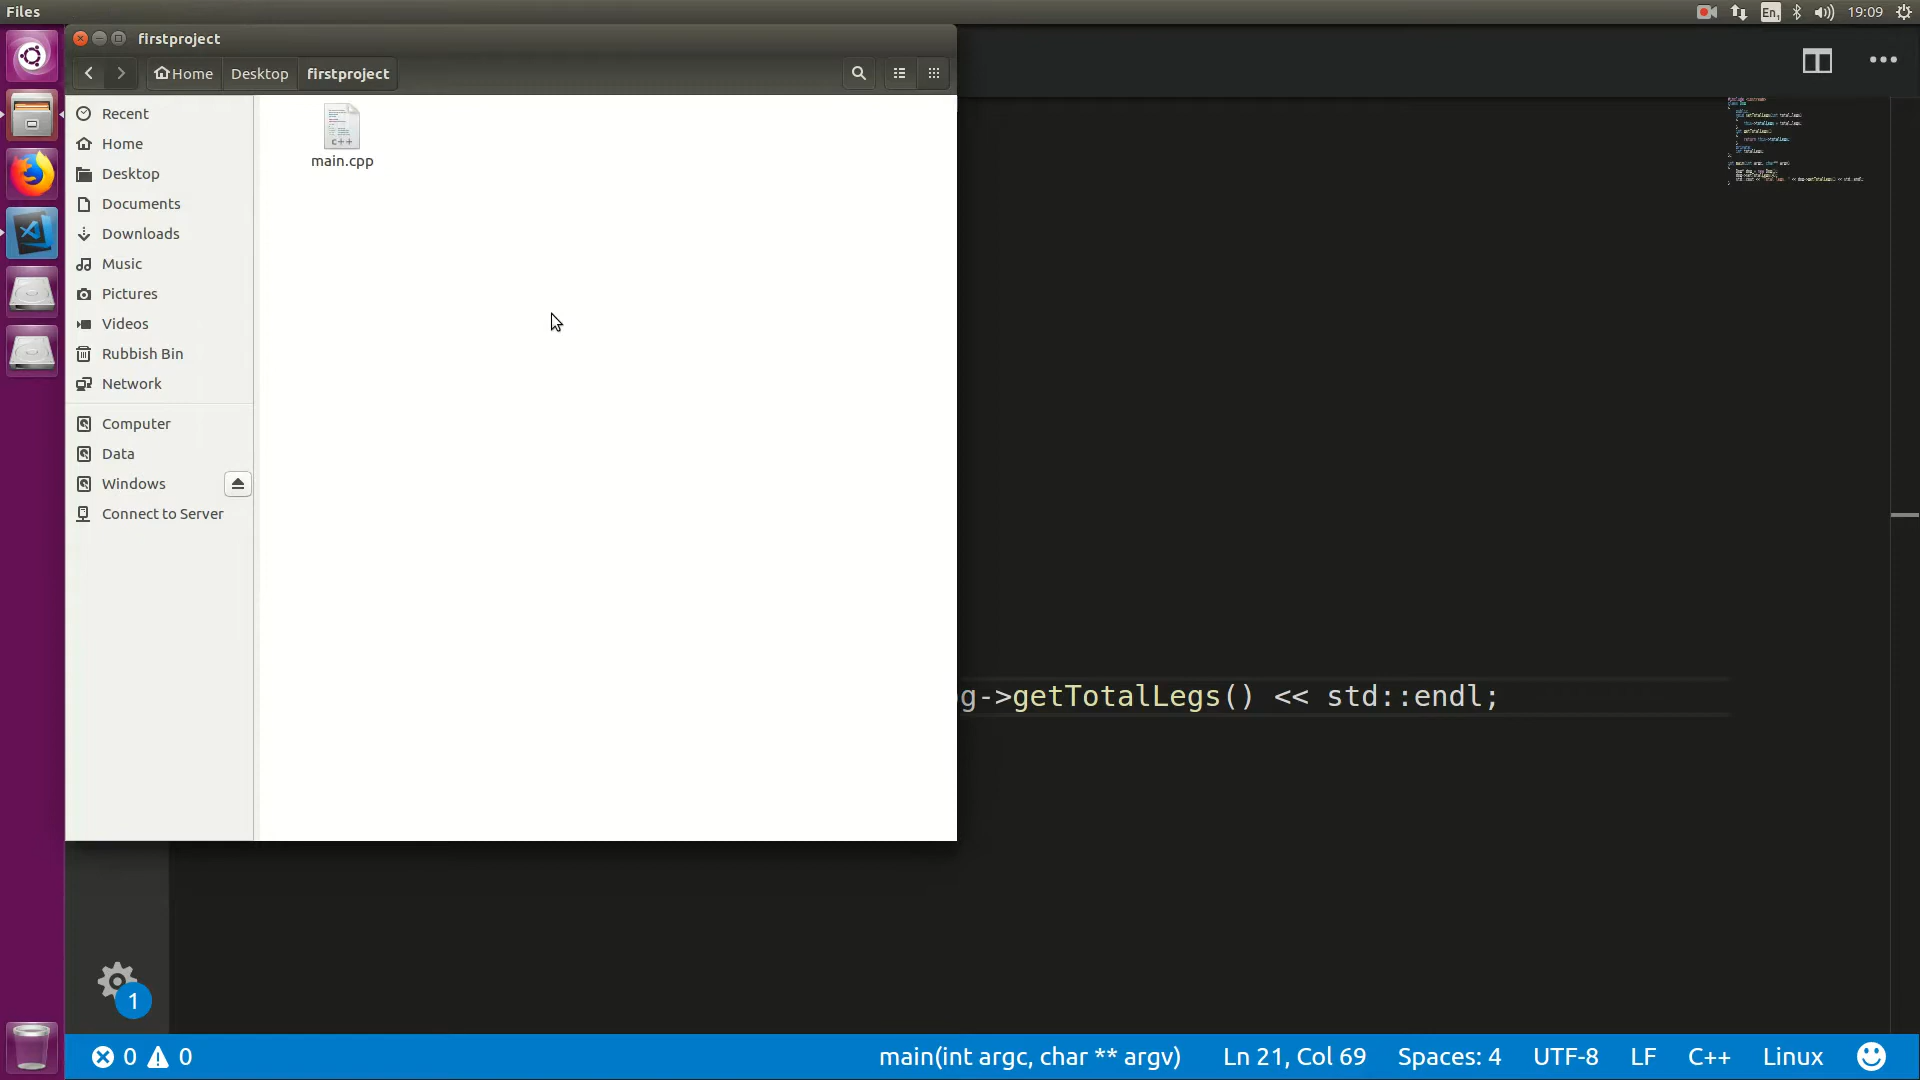 Files
En1
19:09
firstproject
Home
Desktop
firstproject
Recent
Home
Desktop
Documents
Downloads
Music
Pictures
Videos
Rubbish Bin
Network
Computer
Data
Windows
Connect to Server
C++
main.cpp
g->getTotalLegs() << std::endl;
1
0
0
main(int argc, char ** argv)
Ln 21, Col 69
Spaces: 4
UTF-8
LF
C++
Linux